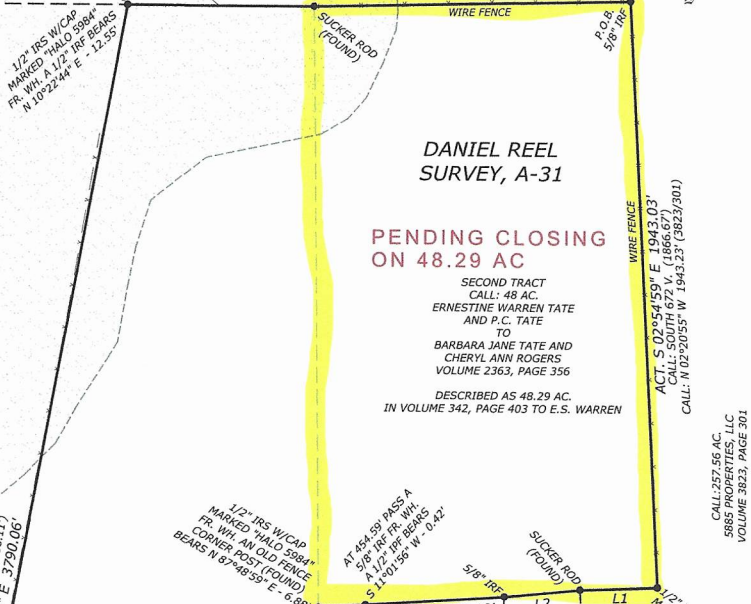 1/2" IRS W/CAP
MARKED "HALO 5984"
FR. WH. A 1/2" IRF BEARS
N 10°22'44" E - 12.55'
SUCKER ROD
(FOUND)
WIRE FENCE
P.O.B.
5/8" IRF
DANIEL REEL
SURVEY, A-31
PENDING CLOSING
ON 48.29 AC
SECOND TRACT
CALL: 48 AC.
ERNESTINE WARREN TATE
AND P.C. TATE
TO
BARBARA JANE TATE AND
CHERYL ANN ROGERS
VOLUME 2363, PAGE 356
DESCRIBED AS 48.29 AC.
IN VOLUME 342, PAGE 403 TO E.S. WARREN
WIRE FENCE
ACT. S 02°54'59" E 1943.03'
CALL: SOUTH 672 V. (1866.67')
CALL: N 02°20'55" W 1943.23' (3823/301)
CALL:257.56 AC.
5885 PROPERTIES, LLC
VOLUME 3823, PAGE 301
E 3790.06'
1/2" IRS W/CAP
MARKED "HALO 5984"
FR. WH. AN OLD FENCE
CORNER POST (FOUND)
BEARS N 87°48'59" E - 6.8
AT 454.59' PASS A
5/8" IRF FR. WH.
A 1/2" IPF BEARS
S 11°01'56" W - 0.42'
5/8" IRF
SUCKER ROD
(FOUND)
L2
L1
1/2"